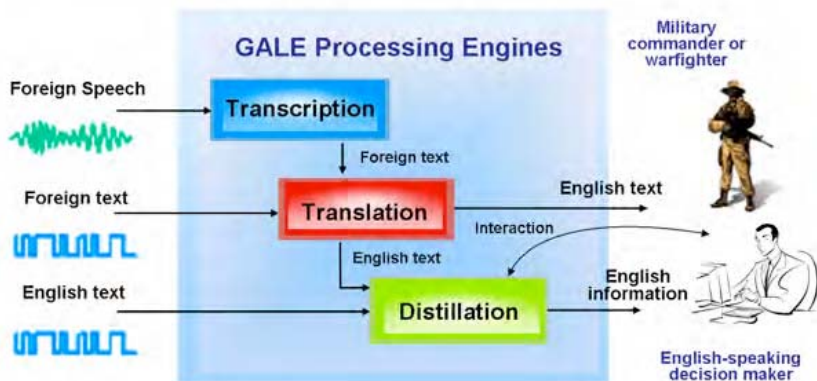 GALE Processing Engines
Military
commander or
warfighter
Foreign Speech
Transcription
Foreign text
Foreign text
Translation
English text
Interaction
English text
English text
Distillation
English
information
English-speaking
decision maker